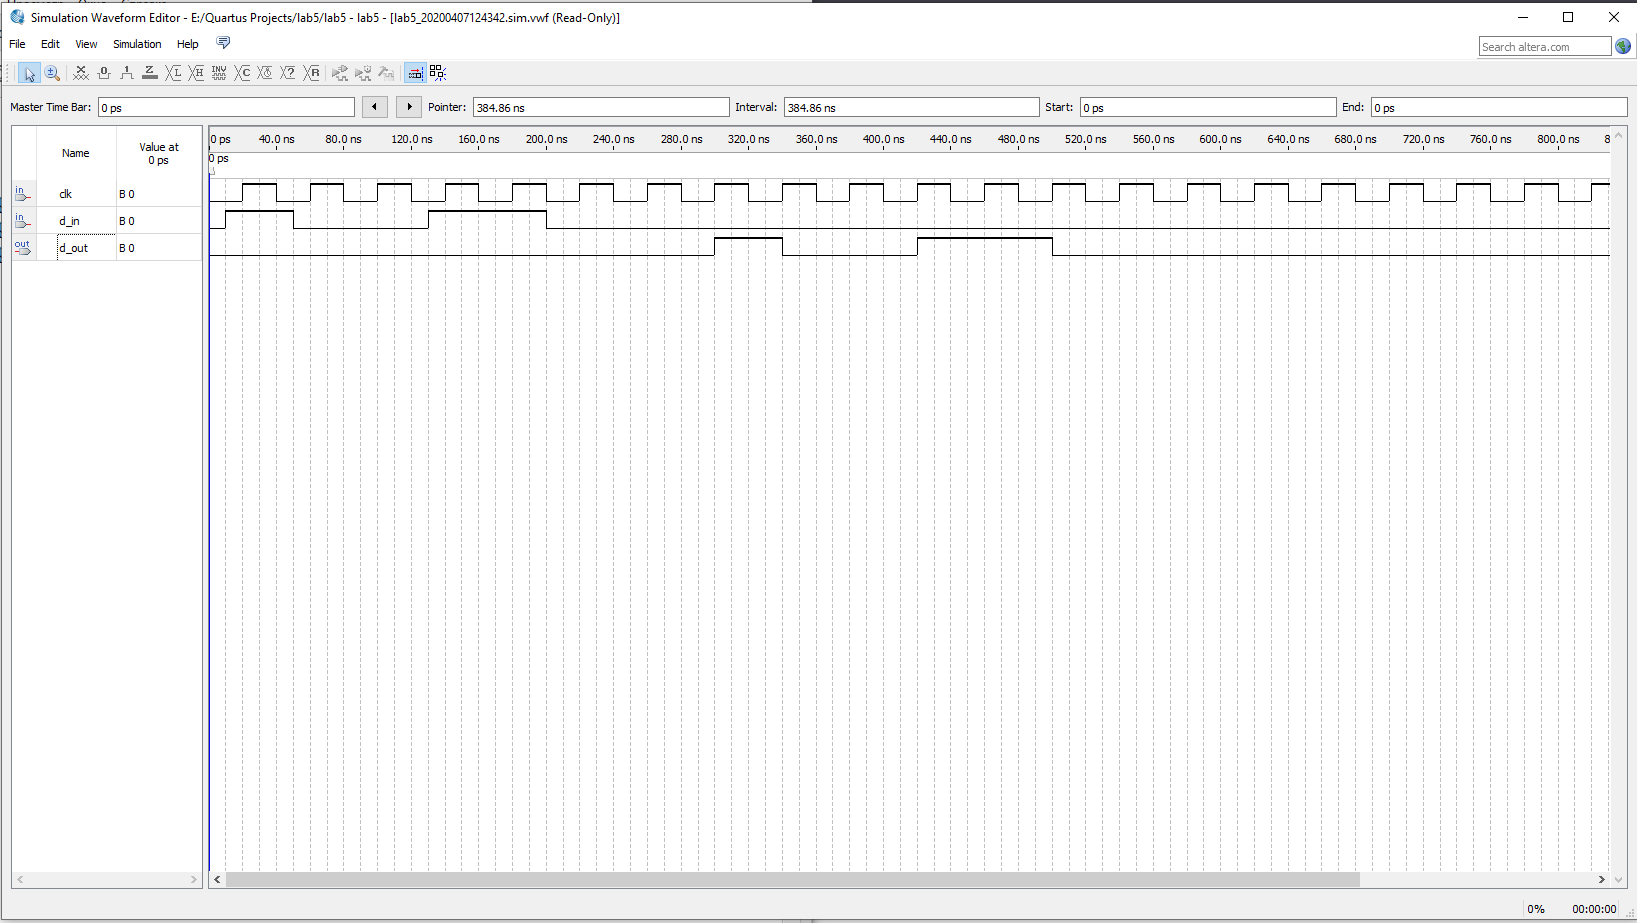 Simulation Waveform Editor - E:/Quartus Projects/lab5/lab5 - lab5 - [lab5_20200407124342.sim.vwf (Read-Only)]
File Edit View Simulation Help
Search altera.com
Master Time Bar: 0 ps Pointer: 384.86 ns Interval: 384.86 ns Start: 0 ps End: 0 ps
Name Value at 0 ps
0 ps 40.0 ns 80.0 ns 120.0 ns 160.0 ns 200.0 ns 240.0 ns 280.0 ns 320.0 ns 360.0 ns 400.0 ns 440.0 ns 480.0 ns 520.0 ns 560.0 ns 600.0 ns 640.0 ns 680.0 ns 720.0 ns 760.0 ns 800.0 ns 8
0 ps
in clk B 0
in d_in B 0
out d_out B 0
0% 00:00:00